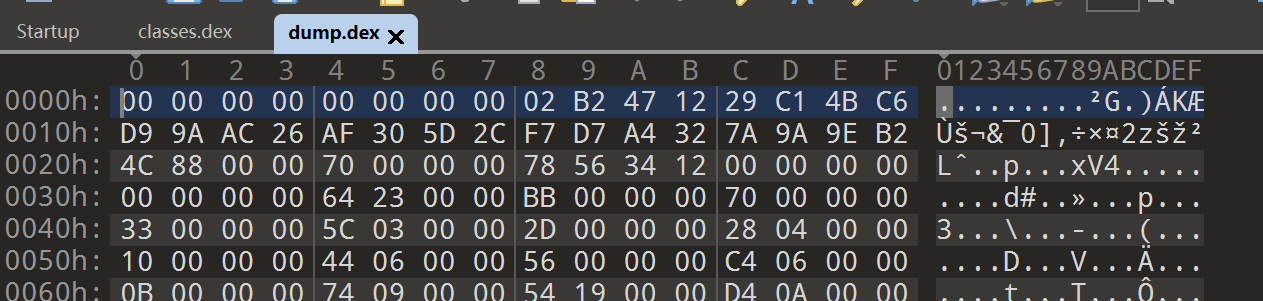 Startup classes.dex dump.dex ×
0 1 2 3 4 5 6 7 8 9 A B C D E F 0123456789ABCDEF
0000h: 00 00 00 00 00 00 00 00 02 B2 47 12 29 C1 4B C6 .........²G.)ÁKÆ
0010h: D9 9A AC 26 AF 30 5D 2C F7 D7 A4 32 7A 9A 9E B2 Ùš¬&¯0],÷×¤2zšž²
0020h: 4C 88 00 00 70 00 00 00 78 56 34 12 00 00 00 00 Lˆ..p...xV4.....
0030h: 00 00 00 00 64 23 00 00 BB 00 00 00 70 00 00 00 ....d#..»...p...
0040h: 33 00 00 00 5C 03 00 00 2D 00 00 00 28 04 00 00 3...\...-...(...
0050h: 10 00 00 00 44 06 00 00 56 00 00 00 C4 06 00 00 ....D...V...Ä...
0060h: 0B 00 00 00 74 09 00 00 54 19 00 00 D4 0A 00 00 ....t...T...Ô...